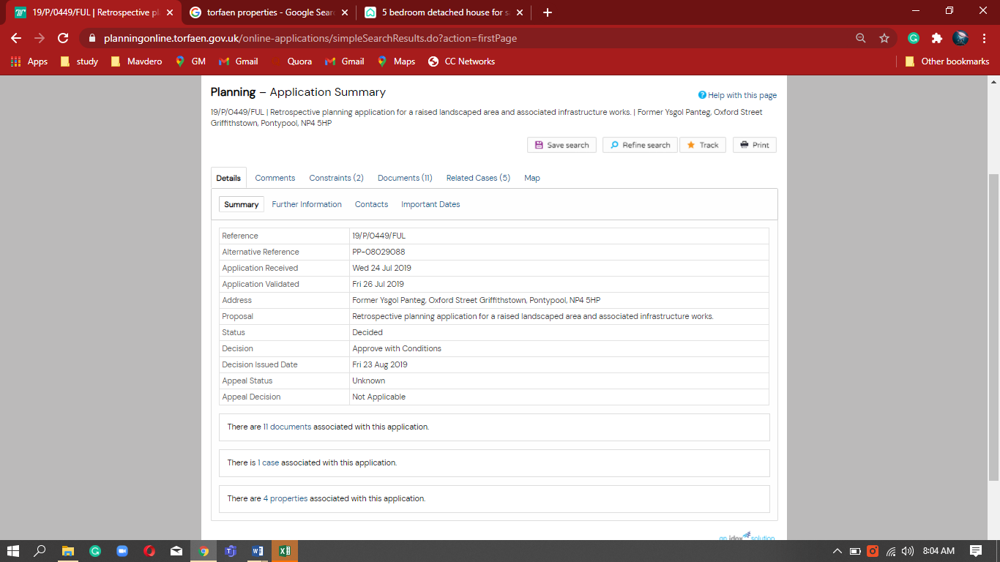 19/P/0449/FUL | Retrospective pl
torfaen properties - Google Sear
5 bedroom detached house for s
planningonline.torfaen.gov.uk/online-applications/simpleSearchResults.do?action=firstPage
Apps study Mavdero GM Gmail Quora Gmail Maps CC Networks Other bookmarks
Planning – Application Summary
Help with this page
19/P/0449/FUL | Retrospective planning application for a raised landscaped area and associated infrastructure works. | Former Ysgol Panteg, Oxford Street
Griffithstown, Pontypool, NP4 5HP
Save search Refine search Track Print
Details Comments Constraints (2) Documents (11) Related Cases (5) Map
Summary Further Information Contacts Important Dates
Reference 19/P/0449/FUL
Alternative Reference PP-08029088
Application Received Wed 24 Jul 2019
Application Validated Fri 26 Jul 2019
Address Former Ysgol Panteg, Oxford Street Griffithstown, Pontypool, NP4 5HP
Proposal Retrospective planning application for a raised landscaped area and associated infrastructure works.
Status Decided
Decision Approve with Conditions
Decision Issued Date Fri 23 Aug 2019
Appeal Status Unknown
Appeal Decision Not Applicable
There are 11 documents associated with this application.
There is 1 case associated with this application.
There are 4 properties associated with this application.
an idox solution
8:04 AM